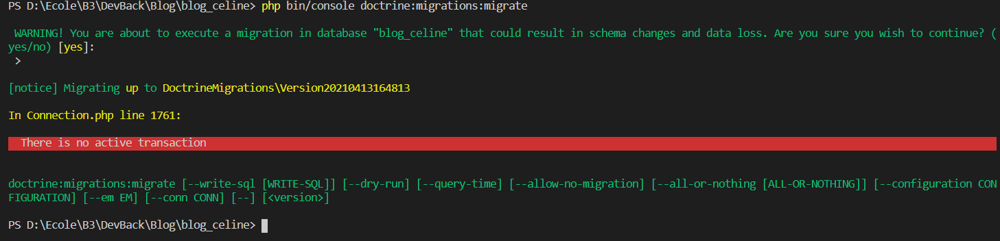 PS D:\Ecole\B3\DevBack\Blog\blog_celine> php bin/console doctrine:migrations:migrate
WARNING! You are about to execute a migration in database "blog_celine" that could result in schema changes and data loss. Are you sure you wish to continue? (
yes/no) [yes]:
>
[notice] Migrating up to DoctrineMigrations\Version20210413164813
In Connection.php line 1761:
There is no active transaction
doctrine:migrations:migrate [--write-sql [WRITE-SQL]] [--dry-run] [--query-time] [--allow-no-migration] [--all-or-nothing [ALL-OR-NOTHING]] [--configuration CON
FIGURATION] [--em EM] [--conn CONN] [--] [<version>]
PS D:\Ecole\B3\DevBack\Blog\blog_celine>